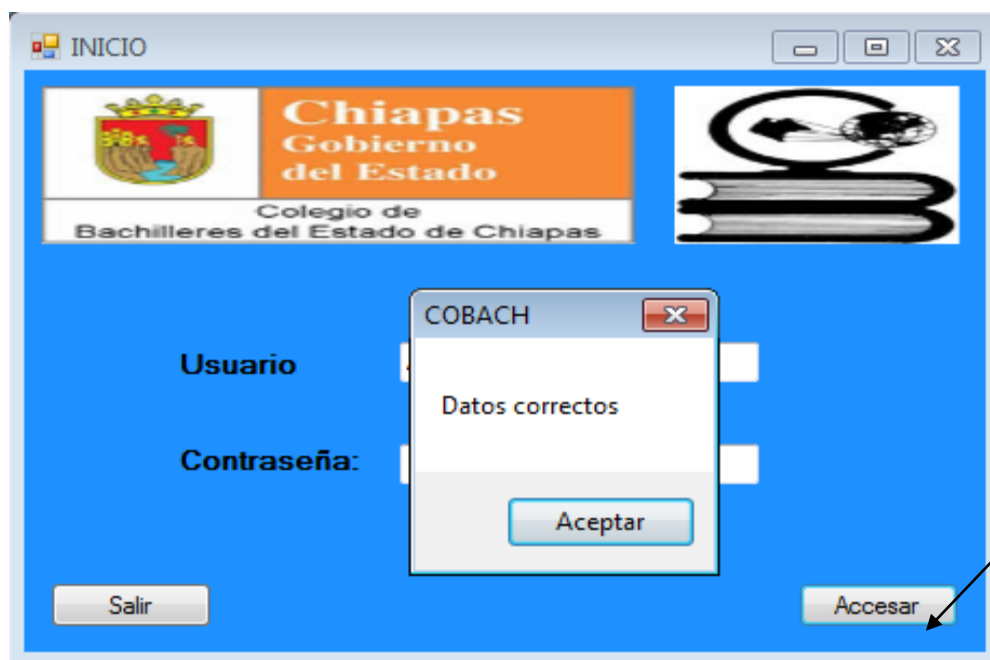 INICIO
Chiapas
Gobierno
del Estado
Colegio de
Bachilleres del Estado de Chiapas
COBACH
Usuario
Datos correctos
Contraseña:
Aceptar
Salir
Accesar